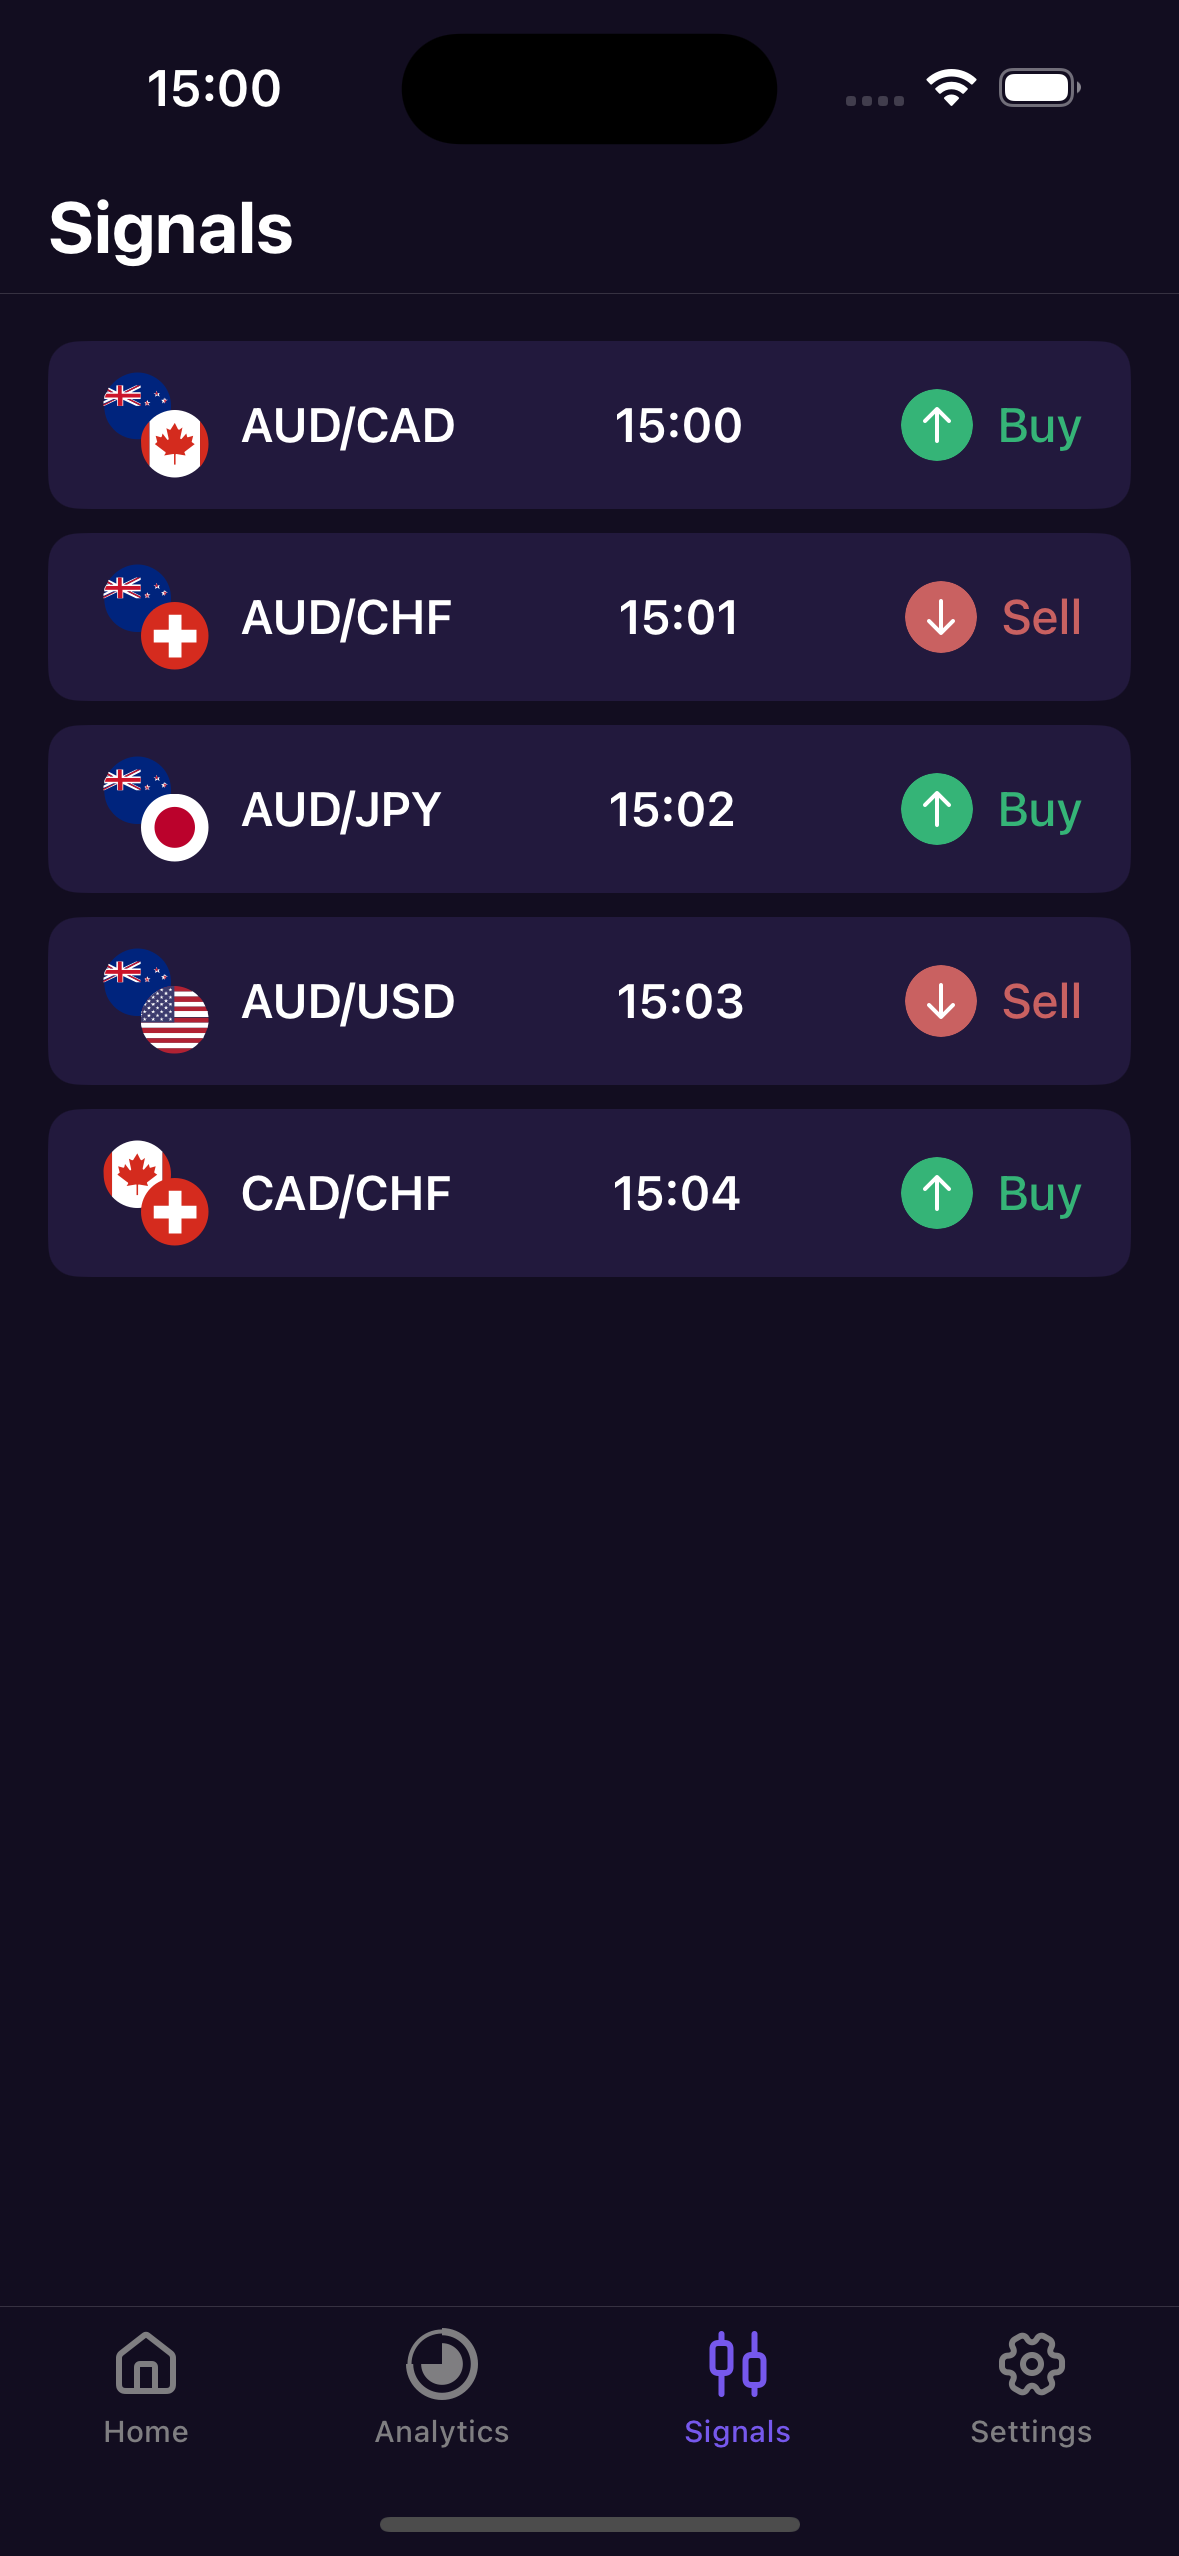 15:00
Signals
AUD/CAD 15:00 Buy
AUD/CHF 15:01 Sell
AUD/JPY 15:02 Buy
AUD/USD 15:03 Sell
CAD/CHF 15:04 Buy
Home Analytics Signals Settings